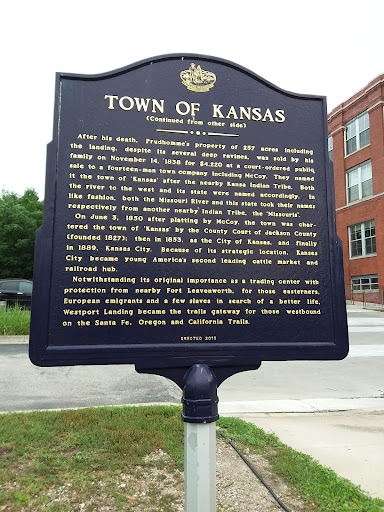 TOWN OF KANSAS
(Continued from other side)
After his death, Prudhomme's property of 257 acres including
the landing, despite its several deep ravines, was sold by his
family on November 14, 1838 for $4,220 at a court-ordered public
sale to a fourteen-man town company including McCoy. They named
it the town of 'Kansas' after the nearby Kansa Indian Tribe. Both
the river to the west and its state were named accordingly. In
like fashion, both the Missouri River and this state took their names
respectively from another nearby Indian Tribe, the 'Missouris'.
On June 3, 1850 after platting by McCoy, the town was char-
tered the town of 'Kansas' by the County Court of Jackson County
(founded 1827); then in 1853, as the City of Kansas, and finally
in 1889, Kansas City. Because of its strategic location, Kansas
City became young America's second leading cattle market and
railroad hub.
Notwithstanding its original importance as a trading center with
protection from nearby Fort Leavenworth, for those easterners,
European emigrants and a few slaves in search of a better life,
Westport Landing became the trails gateway for those westbound
on the Santa Fe, Oregon and California Trails.
ERECTED 2010